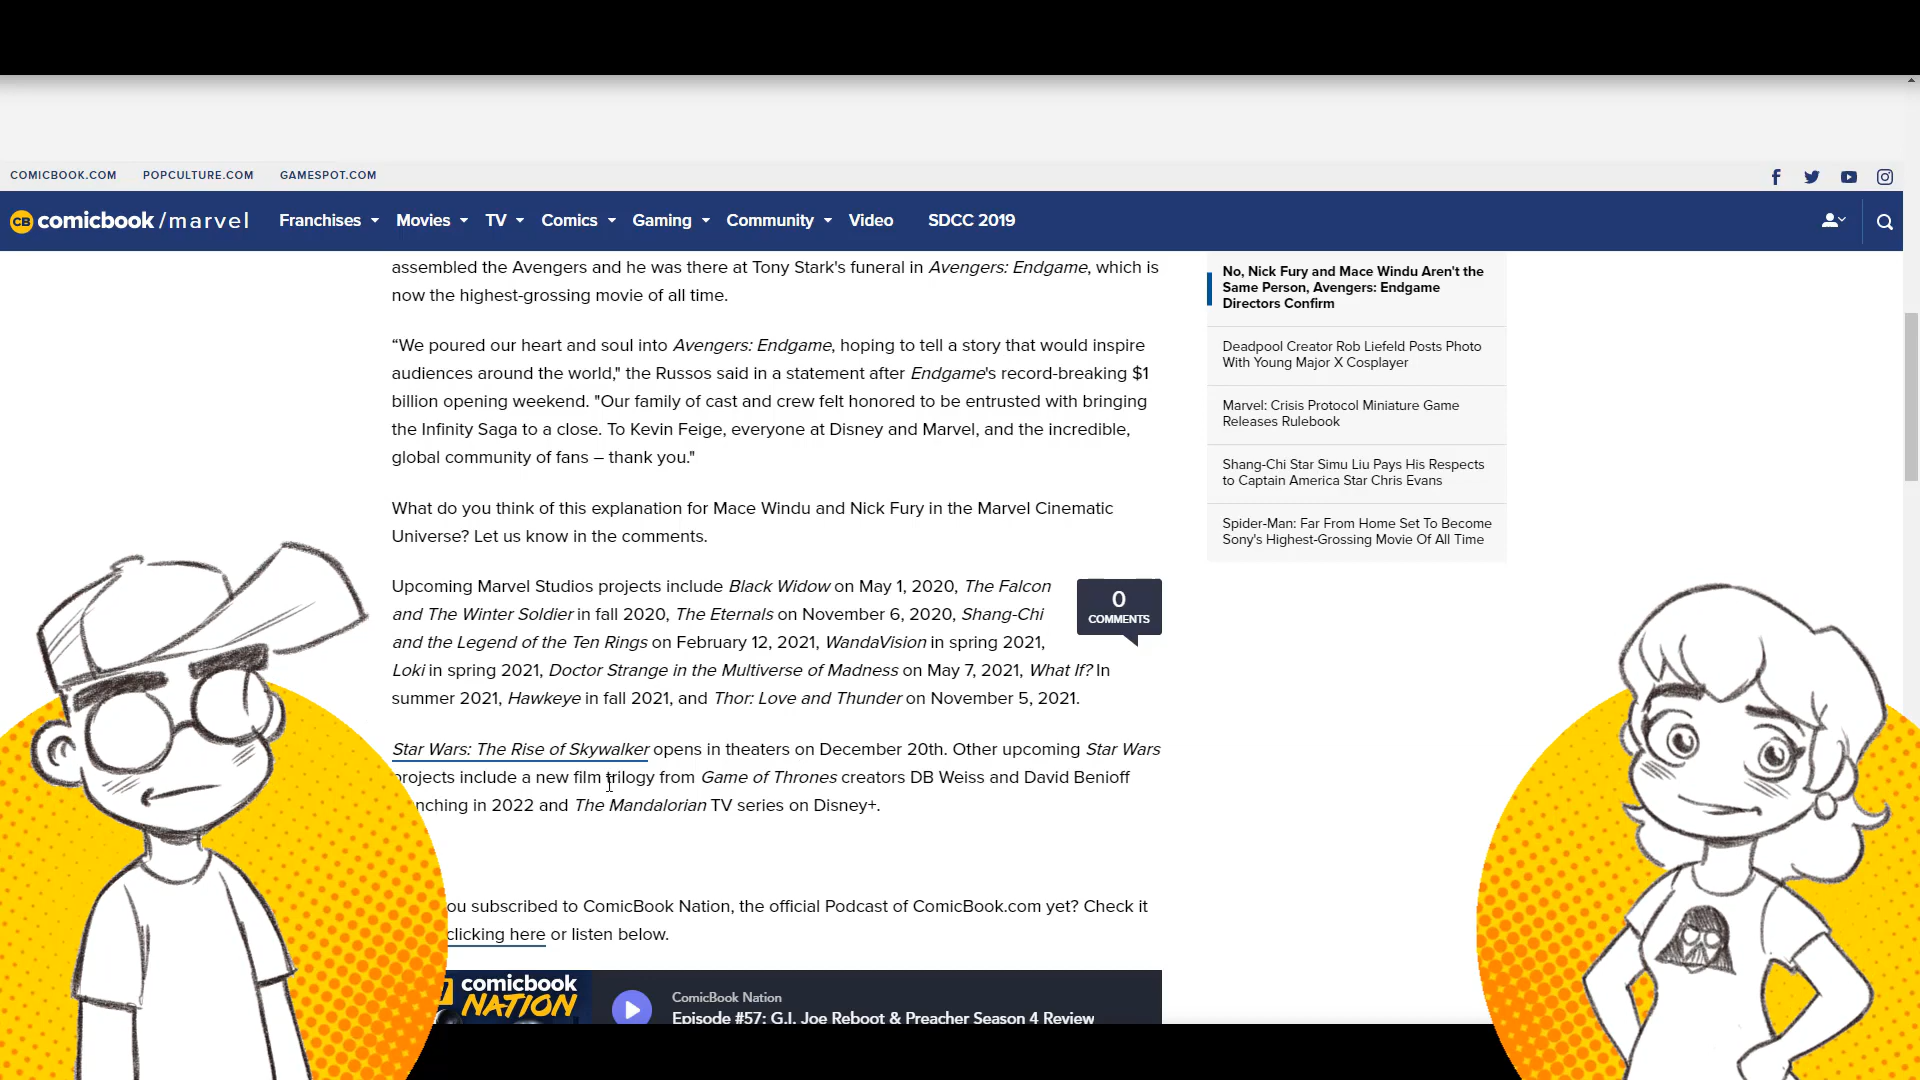 COMICBOOK.COM POPCULTURE.COM GAMESPOT.COM
CB comicbook/marvel Franchises Movies TV Comics Gaming Community Video SDCC 2019
assembled the Avengers and he was there at Tony Stark's funeral in Avengers: Endgame, which is
now the highest-grossing movie of all time.
“We poured our heart and soul into Avengers: Endgame, hoping to tell a story that would inspire
audiences around the world," the Russos said in a statement after Endgame's record-breaking $1
billion opening weekend. "Our family of cast and crew felt honored to be entrusted with bringing
the Infinity Saga to a close. To Kevin Feige, everyone at Disney and Marvel, and the incredible,
global community of fans – thank you."
What do you think of this explanation for Mace Windu and Nick Fury in the Marvel Cinematic
Universe? Let us know in the comments.
Upcoming Marvel Studios projects include Black Widow on May 1, 2020, The Falcon
and The Winter Soldier in fall 2020, The Eternals on November 6, 2020, Shang-Chi
and the Legend of the Ten Rings on February 12, 2021, WandaVision in spring 2021,
Loki in spring 2021, Doctor Strange in the Multiverse of Madness on May 7, 2021, What If? In
summer 2021, Hawkeye in fall 2021, and Thor: Love and Thunder on November 5, 2021.
0
COMMENTS
Star Wars: The Rise of Skywalker opens in theaters on December 20th. Other upcoming Star Wars
projects include a new film trilogy from Game of Thrones creators DB Weiss and David Benioff
nching in 2022 and The Mandalorian TV series on Disney+.
ou subscribed to ComicBook Nation, the official Podcast of ComicBook.com yet? Check it
clicking here or listen below.
comicbook
NATION
ComicBook Nation
Episode #57: G.I. Joe Reboot & Preacher Season 4 Review
No, Nick Fury and Mace Windu Aren't the
Same Person, Avengers: Endgame
Directors Confirm
Deadpool Creator Rob Liefeld Posts Photo
With Young Major X Cosplayer
Marvel: Crisis Protocol Miniature Game
Releases Rulebook
Shang-Chi Star Simu Liu Pays His Respects
to Captain America Star Chris Evans
Spider-Man: Far From Home Set To Become
Sony's Highest-Grossing Movie Of All Time